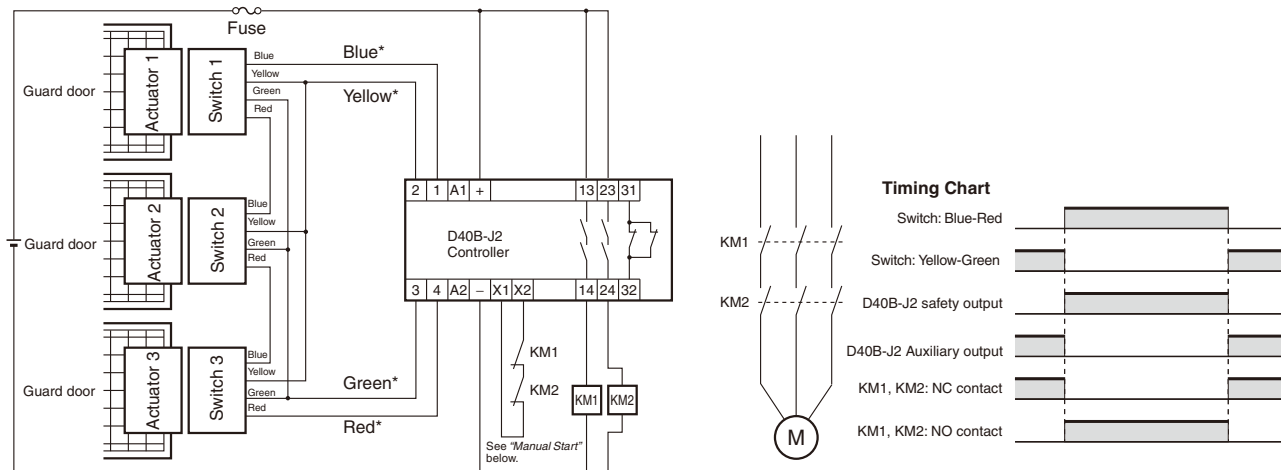 Fuse
Guard door
Actuator 1
Switch 1
Blue
Yellow
Green
Red
Blue*
Yellow*
Guard door
Actuator 2
Switch 2
Blue
Yellow
Green
Red
Guard door
Actuator 3
Switch 3
Blue
Yellow
Green
Red
Green*
Red*
2 1 A1 + 13 23 31
D40B-J2
Controller
3 4 A2 − X1 X2 14 24 32
KM1
KM2
KM1
KM2
See "Manual Start"
below.
KM1
KM2
M
Timing Chart
Switch: Blue-Red
Switch: Yellow-Green
D40B-J2 safety output
D40B-J2 Auxiliary output
KM1, KM2: NC contact
KM1, KM2: NO contact